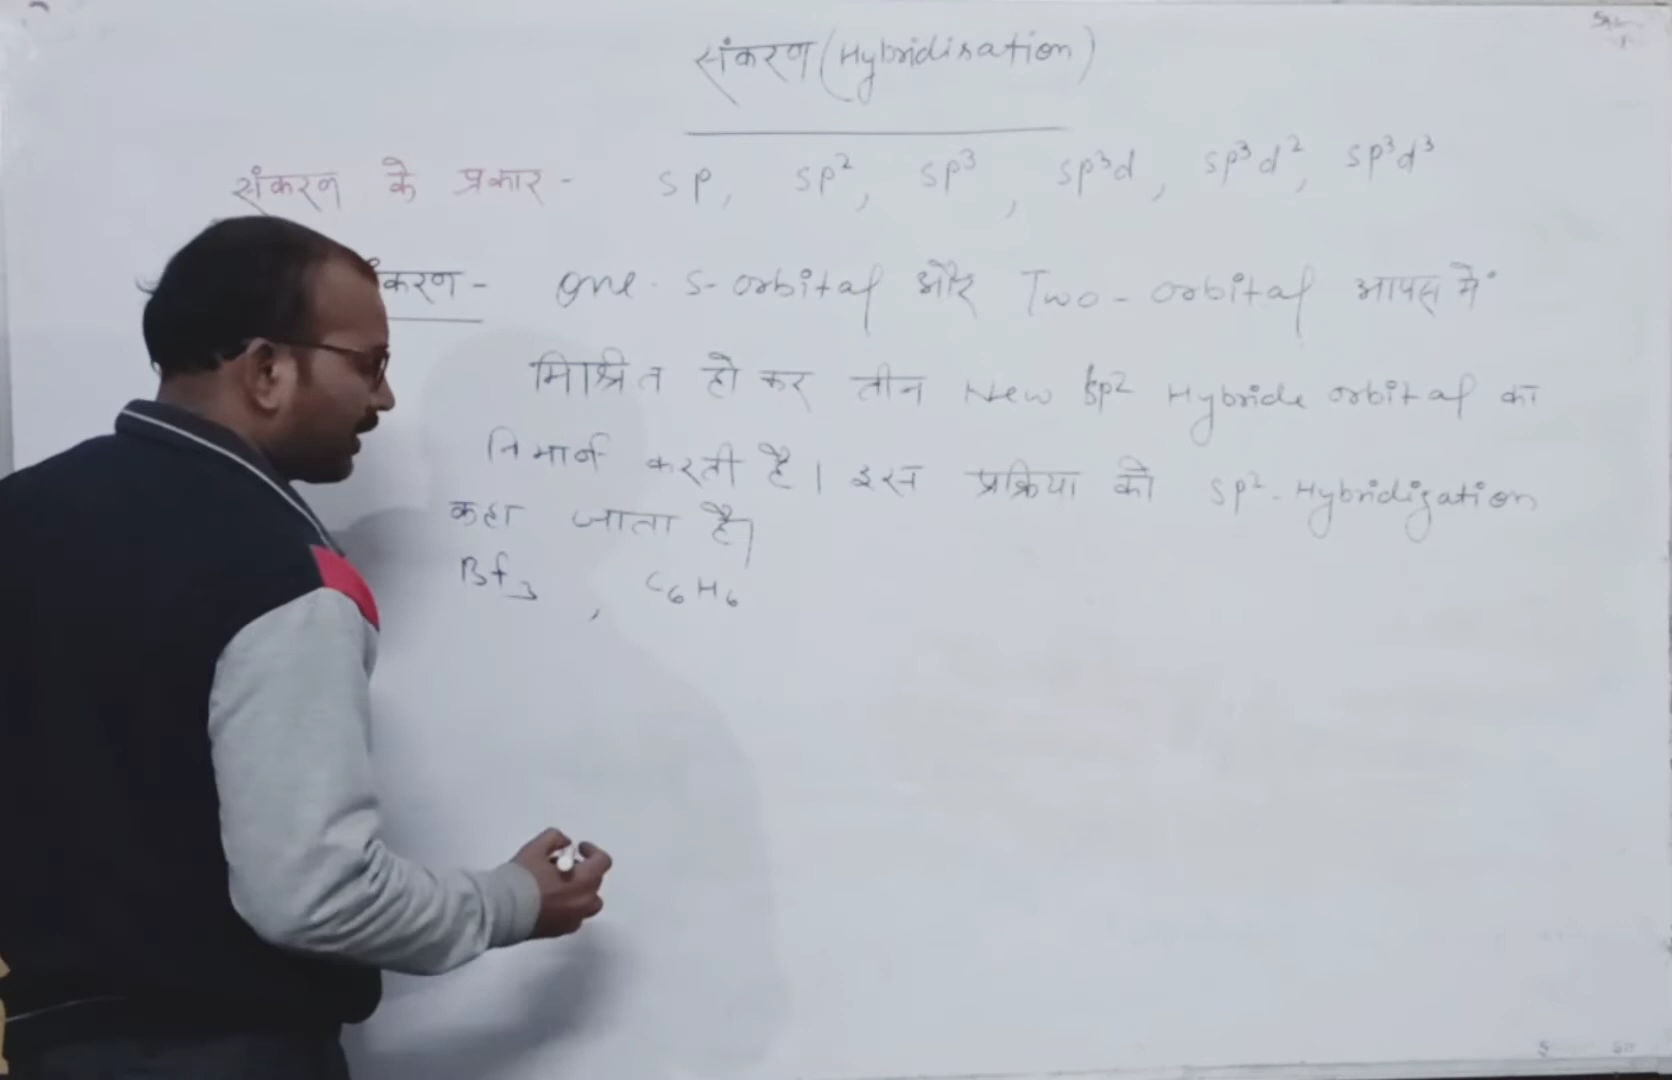 संकरण (Hybridisation)
संकरण के प्रकार - sp, sp², sp³, sp³d, sp³d², sp³d³
करण - One S-orbital और Two-orbital आपस में
मिश्रित हो कर तीन New sp2 Hybride orbital का
निमार्न करती है। इस प्रक्रिया को sp²-Hybridization
कहा जाता है।
Bf₃, C₆H₆